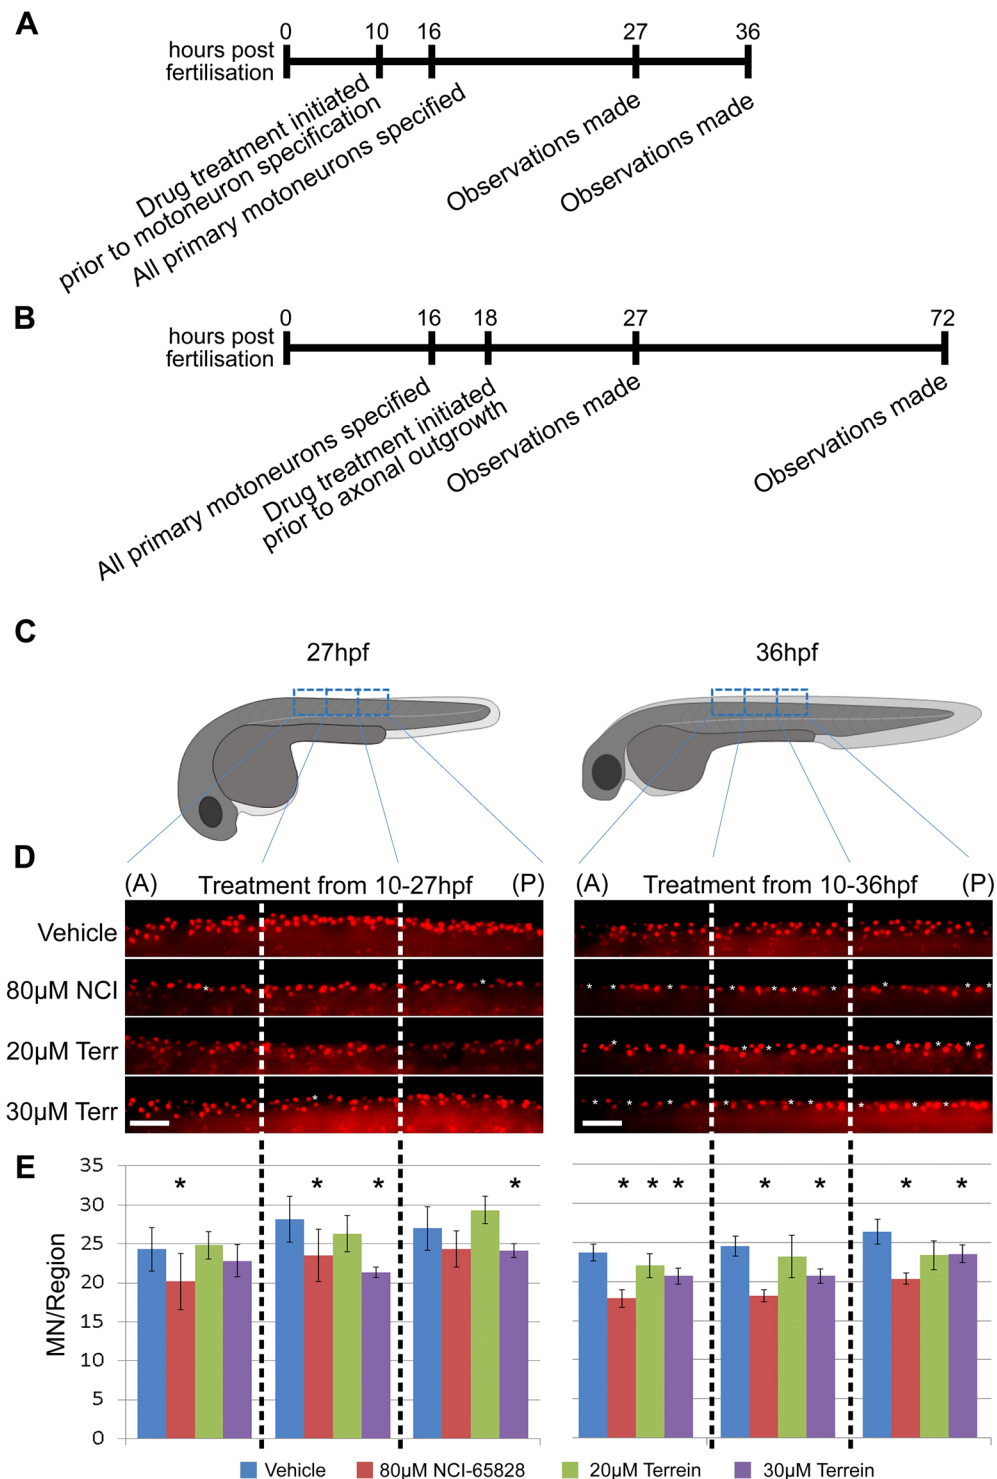 A
0 10 16 27 36
hours post
fertilisation
Drug treatment initiated
prior to motoneuron specification
All primary motoneurons specified
Observations made
Observations made
B
0 16 18 27 72
hours post
fertilisation
All primary motoneurons specified
Drug treatment initiated
prior to axonal outgrowth
Observations made
Observations made
C
27hpf
36hpf
D
(A) Treatment from 10-27hpf (P)
(A) Treatment from 10-36hpf (P)
Vehicle
80µM NCI
20µM Terr
30µM Terr
E
MN/Region
35
30
25
20
15
10
5
0
* * * *
* * * * * * *
Vehicle 80µM NCI-65828 20µM Terrein 30µM Terrein